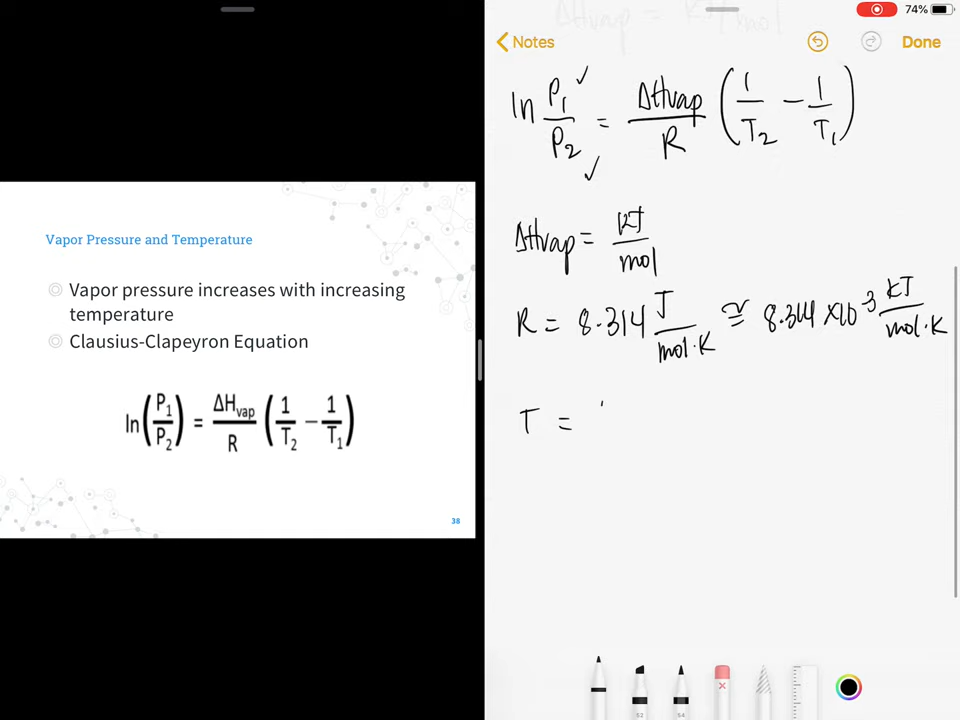 74%
Notes
Done
ln P₁/P₂ = ΔHvap/R (1/T₂ − 1/T₁)
ΔHvap = kJ/mol
R = 8.314 J/mol·K ≅ 8.314 ×10⁻³ kJ/mol·K
T =
Vapor Pressure and Temperature
Vapor pressure increases with increasing
temperature
Clausius-Clapeyron Equation
ln(P₁/P₂) = ΔHvap/R (1/T₂ − 1/T₁)
38
52
54